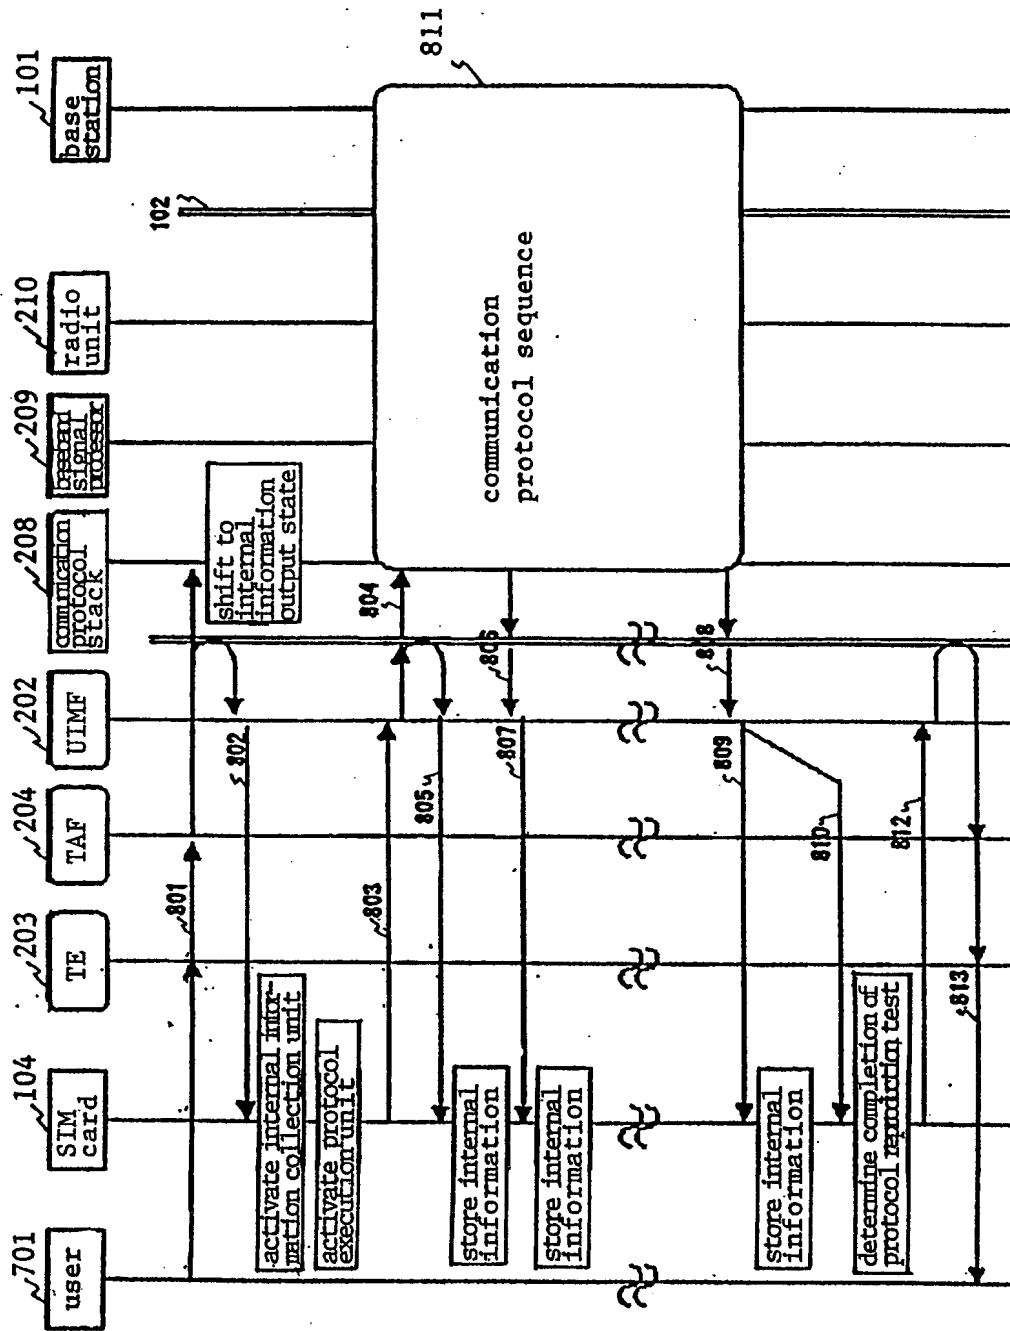 701
user
104
SIM
card
203
TE
204
TAF
202
UIMF
208
communication
protocol
stack
209
baseband
signal
processor
210
radio
unit
102
101
base
station
801
shift to
internal
information
output state
802
activate internal infor-
mation collection unit
activate protocol
execution unit
803
804
805
store internal
information
806
807
store internal
information
communication
protocol sequence
811
808
809
store internal
information
810
determine completion of
protocol reproduction test
812
813